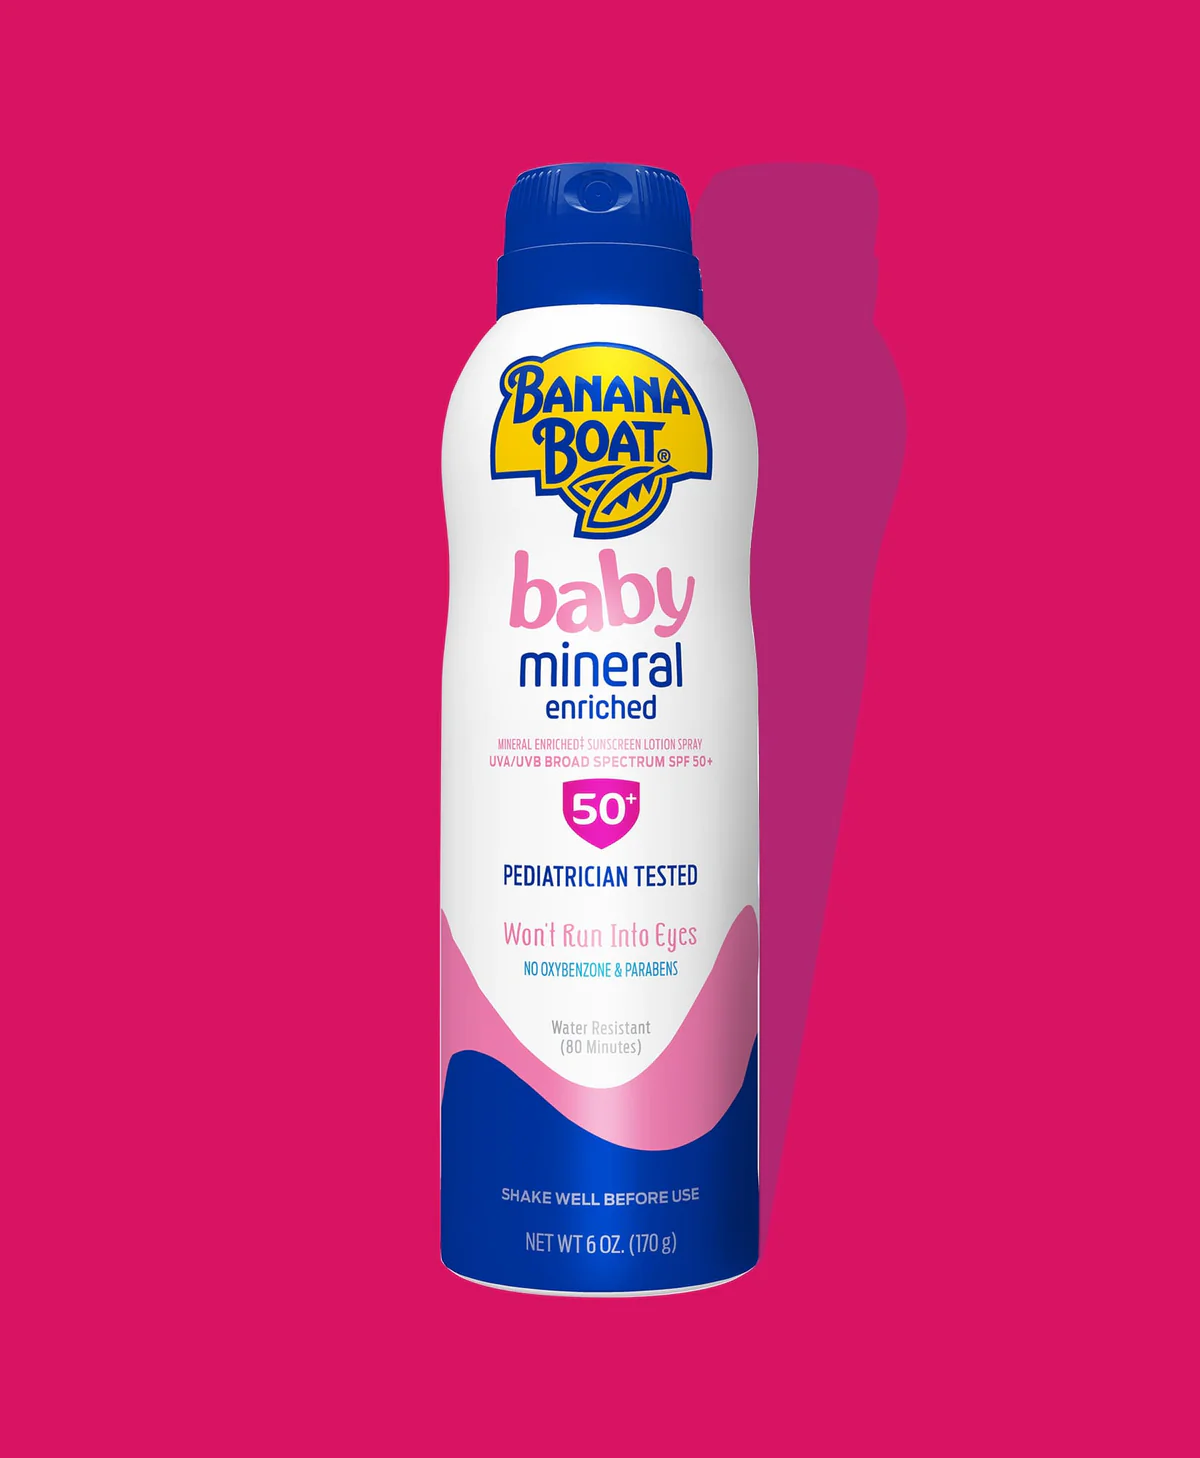 BANANA
BOAT®
baby
mineral
enriched
MINERAL ENRICHED‡ SUNSCREEN LOTION SPRAY
UVA/UVB BROAD SPECTRUM SPF 50+
50+
PEDIATRICIAN TESTED
Won't Run Into Eyes
NO OXYBENZONE & PARABENS
Water Resistant
(80 Minutes)
SHAKE WELL BEFORE USE
NET WT 6 OZ. (170 g)